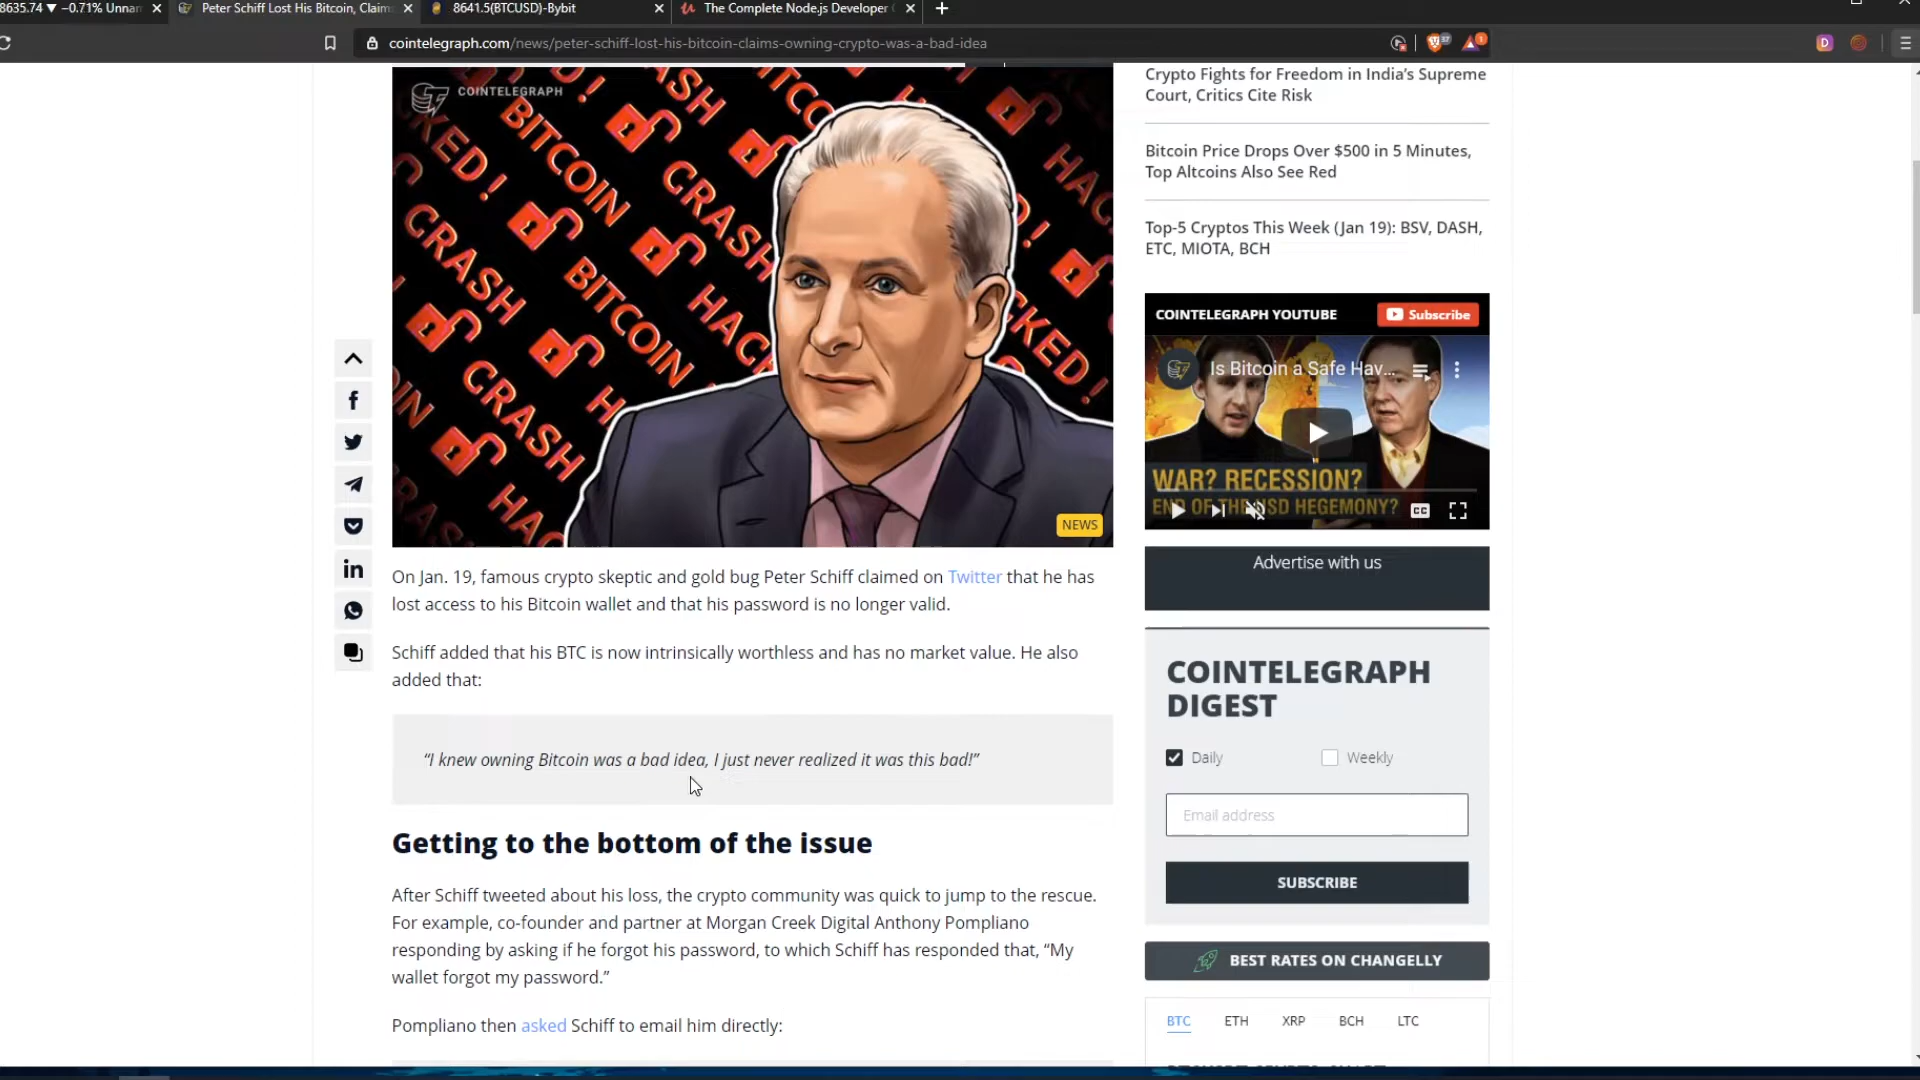 8635.74 ▼ −0.71% Unnan
Peter Schiff Lost His Bitcoin, Claim
8641.5(BTCUSD)-Bybit
The Complete Node.js Developer
cointelegraph.com/news/peter-schiff-lost-his-bitcoin-claims-owning-crypto-was-a-bad-idea
COINTELEGRAPH
BITCOIN
CRASH
HACKED!
NEWS
On Jan. 19, famous crypto skeptic and gold bug Peter Schiff claimed on Twitter that he has
lost access to his Bitcoin wallet and that his password is no longer valid.
Schiff added that his BTC is now intrinsically worthless and has no market value. He also
added that:
“I knew owning Bitcoin was a bad idea, I just never realized it was this bad!”
Getting to the bottom of the issue
After Schiff tweeted about his loss, the crypto community was quick to jump to the rescue.
For example, co-founder and partner at Morgan Creek Digital Anthony Pompliano
responding by asking if he forgot his password, to which Schiff has responded that, “My
wallet forgot my password.”
Pompliano then asked Schiff to email him directly:
Crypto Fights for Freedom in India’s Supreme
Court, Critics Cite Risk
Bitcoin Price Drops Over $500 in 5 Minutes,
Top Altcoins Also See Red
Top-5 Cryptos This Week (Jan 19): BSV, DASH,
ETC, MIOTA, BCH
COINTELEGRAPH YOUTUBE
Subscribe
Is Bitcoin a Safe Hav...
WAR? RECESSION?
END OF THE USD HEGEMONY?
Advertise with us
COINTELEGRAPH
DIGEST
Daily
Weekly
Email address
SUBSCRIBE
BEST RATES ON CHANGELLY
BTC ETH XRP BCH LTC